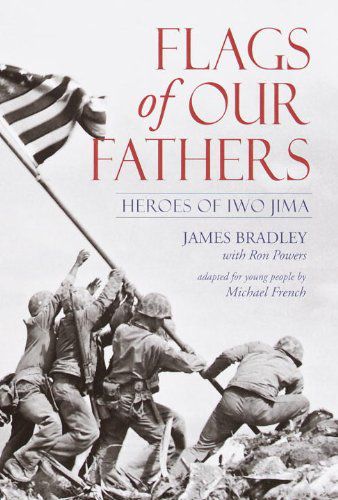 FLAGS
of OUR
FATHERS
HEROES OF IWO JIMA
JAMES BRADLEY
with Ron Powers
adapted for young people by
Michael French